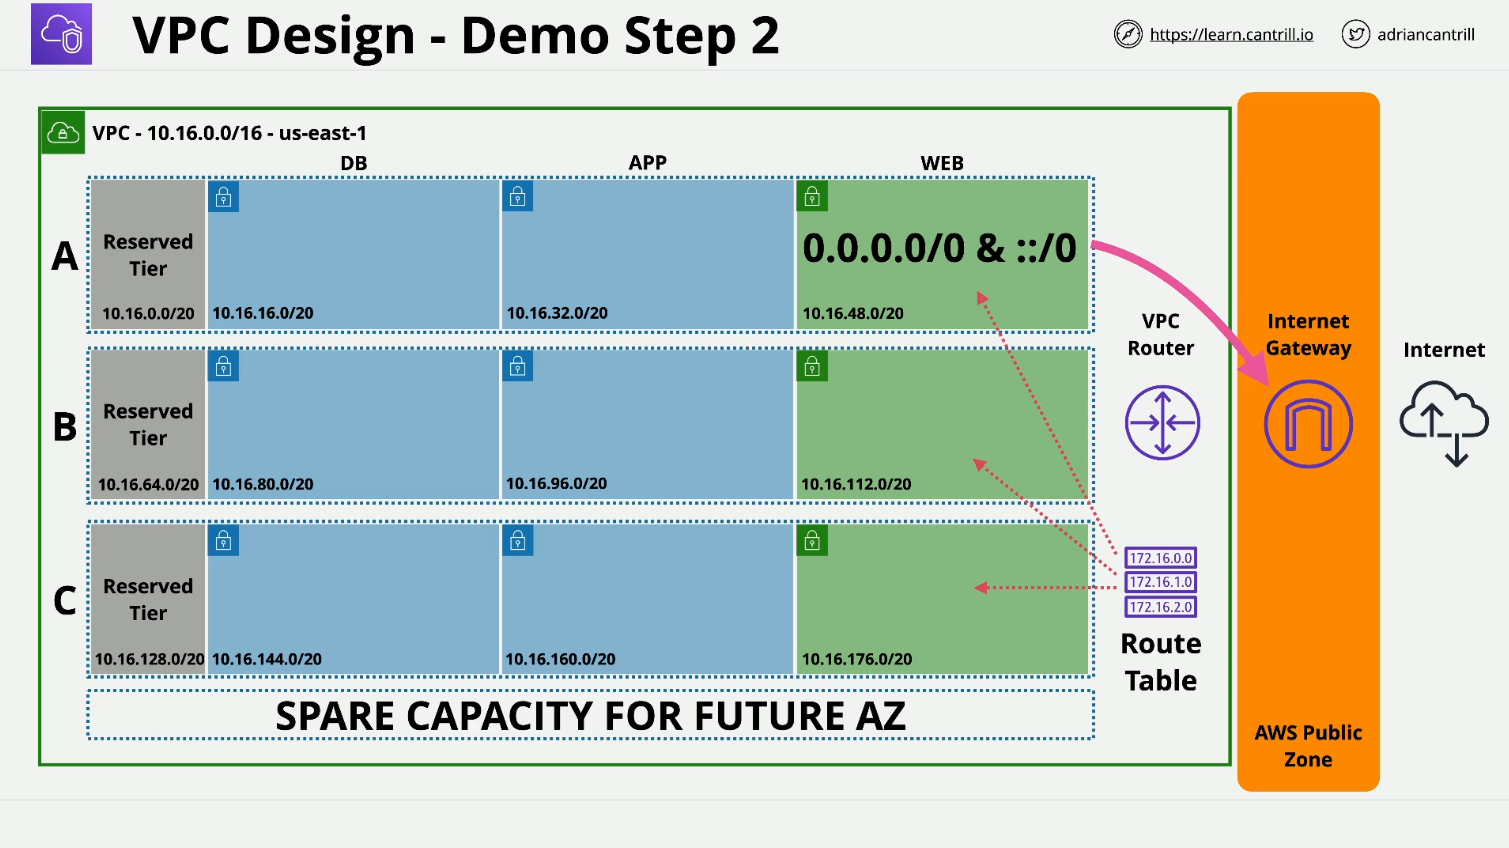 VPC Design - Demo Step 2
https://learn.cantrill.io
adriancantrill
VPC - 10.16.0.0/16 - us-east-1
DB
APP
WEB
A
Reserved
Tier
10.16.0.0/20
10.16.16.0/20
10.16.32.0/20
0.0.0.0/0 & ::/0
10.16.48.0/20
B
Reserved
Tier
10.16.64.0/20
10.16.80.0/20
10.16.96.0/20
10.16.112.0/20
C
Reserved
Tier
10.16.128.0/20
10.16.144.0/20
10.16.160.0/20
10.16.176.0/20
SPARE CAPACITY FOR FUTURE AZ
VPC
Router
172.16.0.0
172.16.1.0
172.16.2.0
Route
Table
Internet
Gateway
AWS Public
Zone
Internet